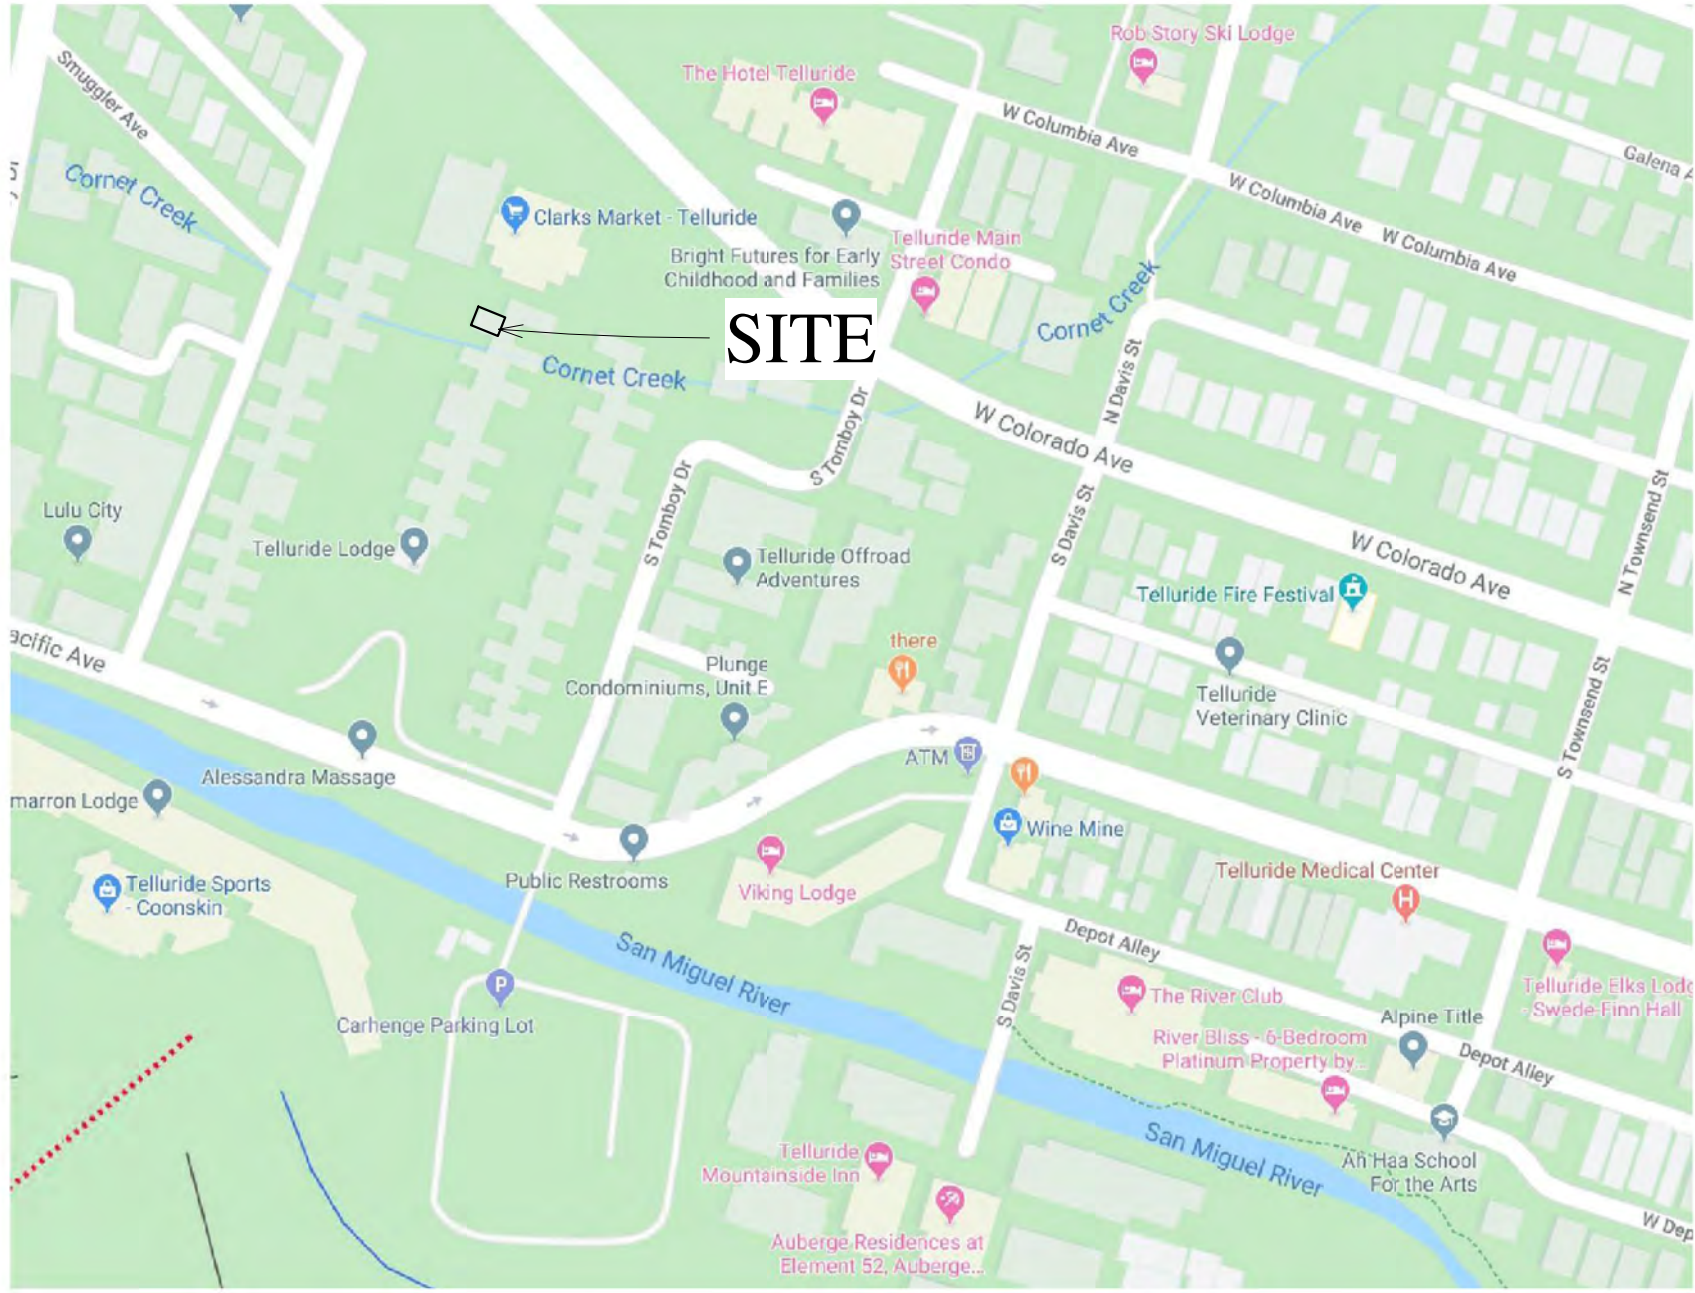 Rob Story Ski Lodge
The Hotel Telluride
Smuggler Ave
W Columbia Ave
Galena
Cornet Creek
W Columbia Ave
W Columbia Ave
Clarks Market - Telluride
Bright Futures for Early
Childhood and Families
Telluride Main
Street Condo
Cornet Creek
SITE
Cornet Creek
N Davis St
S Tomboy Dr
W Colorado Ave
S Tomboy Dr
S Davis St
N Townsend St
Lulu City
Telluride Lodge
Telluride Offroad
Adventures
W Colorado Ave
Telluride Fire Festival
acific Ave
there
Plunge
Condominiums, Unit E
Telluride
Veterinary Clinic
S Townsend St
ATM
Alessandra Massage
marron Lodge
Wine Mine
Public Restrooms
Viking Lodge
Telluride Medical Center
Telluride Sports
- Coonskin
Depot Alley
San Miguel River
S Davis St
P
H
The River Club
Telluride Elks Lodg
- Swede-Finn Hall
Carhenge Parking Lot
Alpine Title
River Bliss - 6-Bedroom
Platinum Property by...
Depot Alley
San Miguel River
Telluride
Mountainside Inn
Ah Haa School
For the Arts
W Dep
Auberge Residences at
Element 52, Auberge...